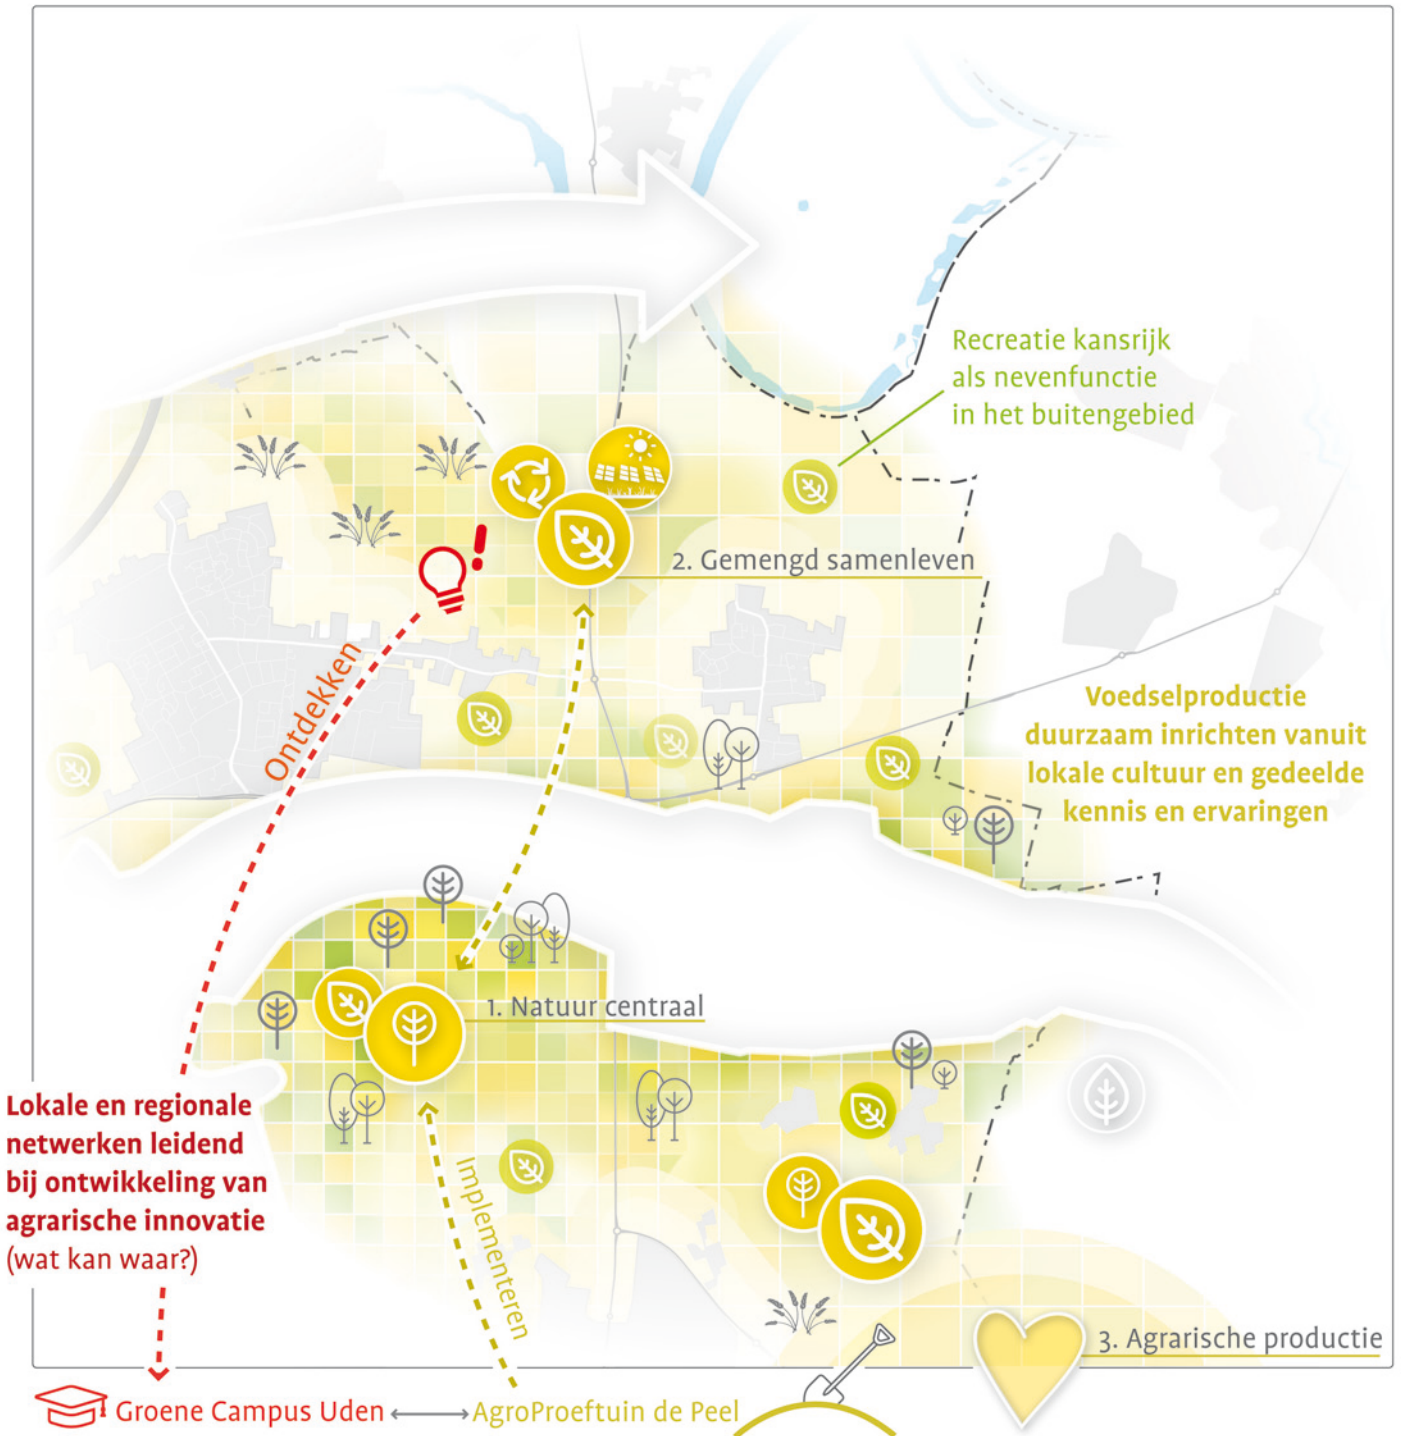 Recreatie kansrijk
als nevenfunctie
in het buitengebied
2. Gemengd samenleven
Ontdekken
Voedselproductie
duurzaam inrichten vanuit
lokale cultuur en gedeelde
kennis en ervaringen
1. Natuur centraal
Lokale en regionale
netwerken leidend
bij ontwikkeling van
agrarische innovatie
(wat kan waar?)
Implementeren
3. Agrarische productie
Groene Campus Uden
AgroProeftuin de Peel